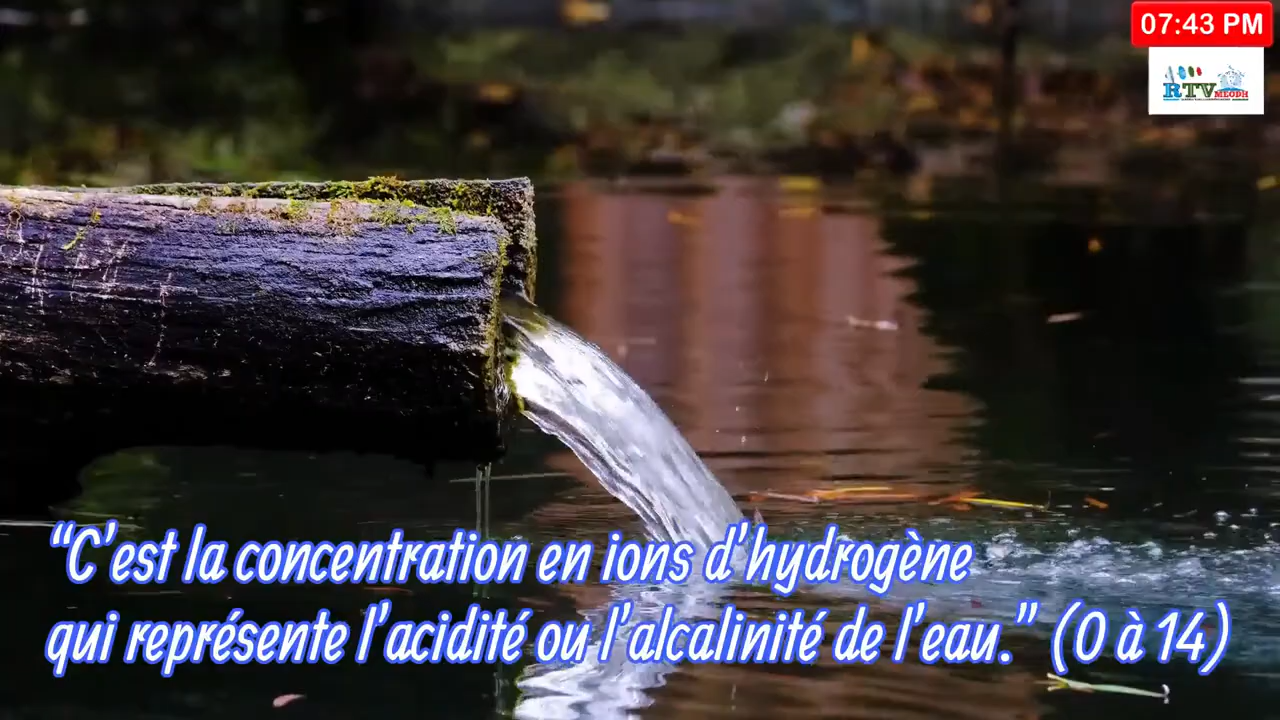 07:43 PM
RTV MLODH
“C'est la concentration en ions d'hydrogène
qui représente l'acidité ou l'alcalinité de l'eau.” (0 à 14)